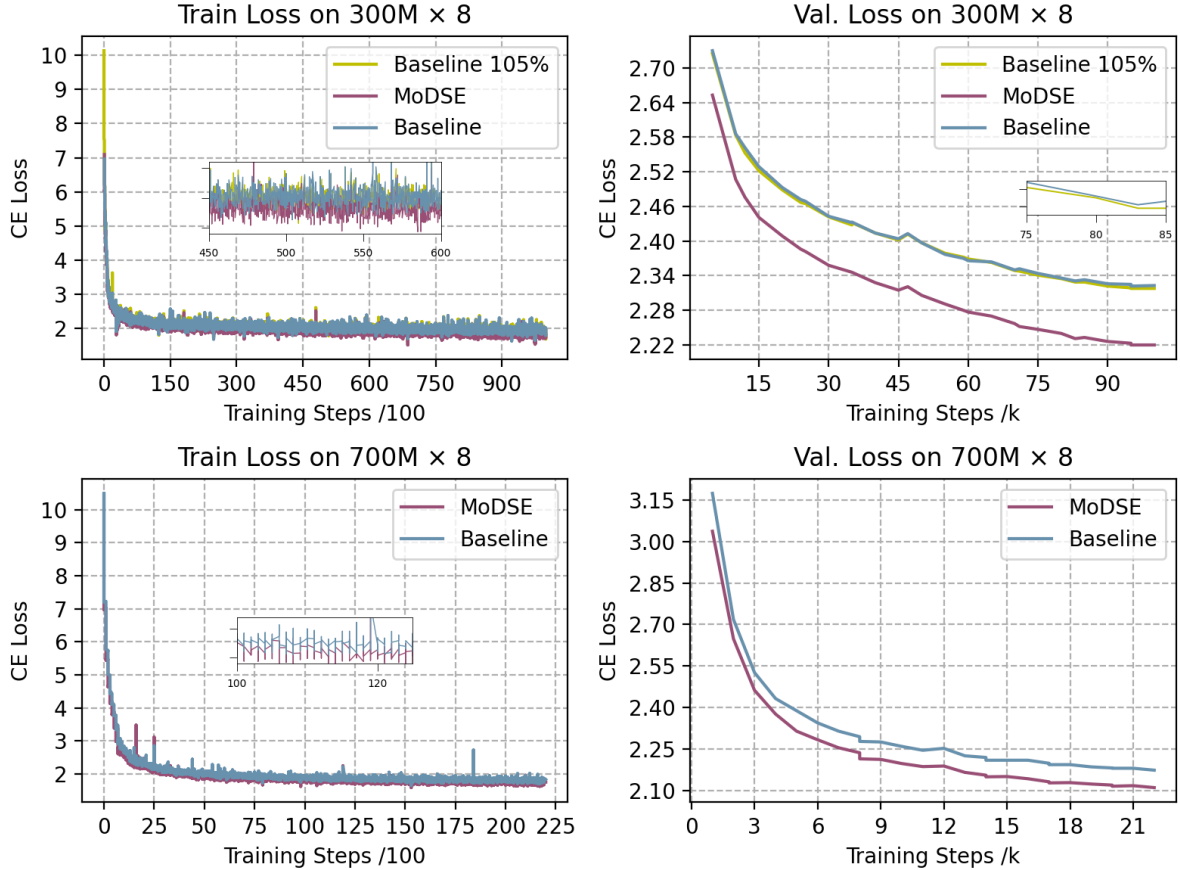 Train Loss on 300M × 8
CE Loss
10
9
8
7
6
5
4
3
2
Baseline 105%
MoDSE
Baseline
450 500 550 600
0 150 300 450 600 750 900
Training Steps /100
Val. Loss on 300M × 8
CE Loss
2.70
2.64
2.58
2.52
2.46
2.40
2.34
2.28
2.22
Baseline 105%
MoDSE
Baseline
75 80 85
15 30 45 60 75 90
Training Steps /k
Train Loss on 700M × 8
CE Loss
10
9
8
7
6
5
4
3
2
MoDSE
Baseline
100 120
0 25 50 75 100 125 150 175 200 225
Training Steps /100
Val. Loss on 700M × 8
CE Loss
3.15
3.00
2.85
2.70
2.55
2.40
2.25
2.10
MoDSE
Baseline
0 3 6 9 12 15 18 21
Training Steps /k